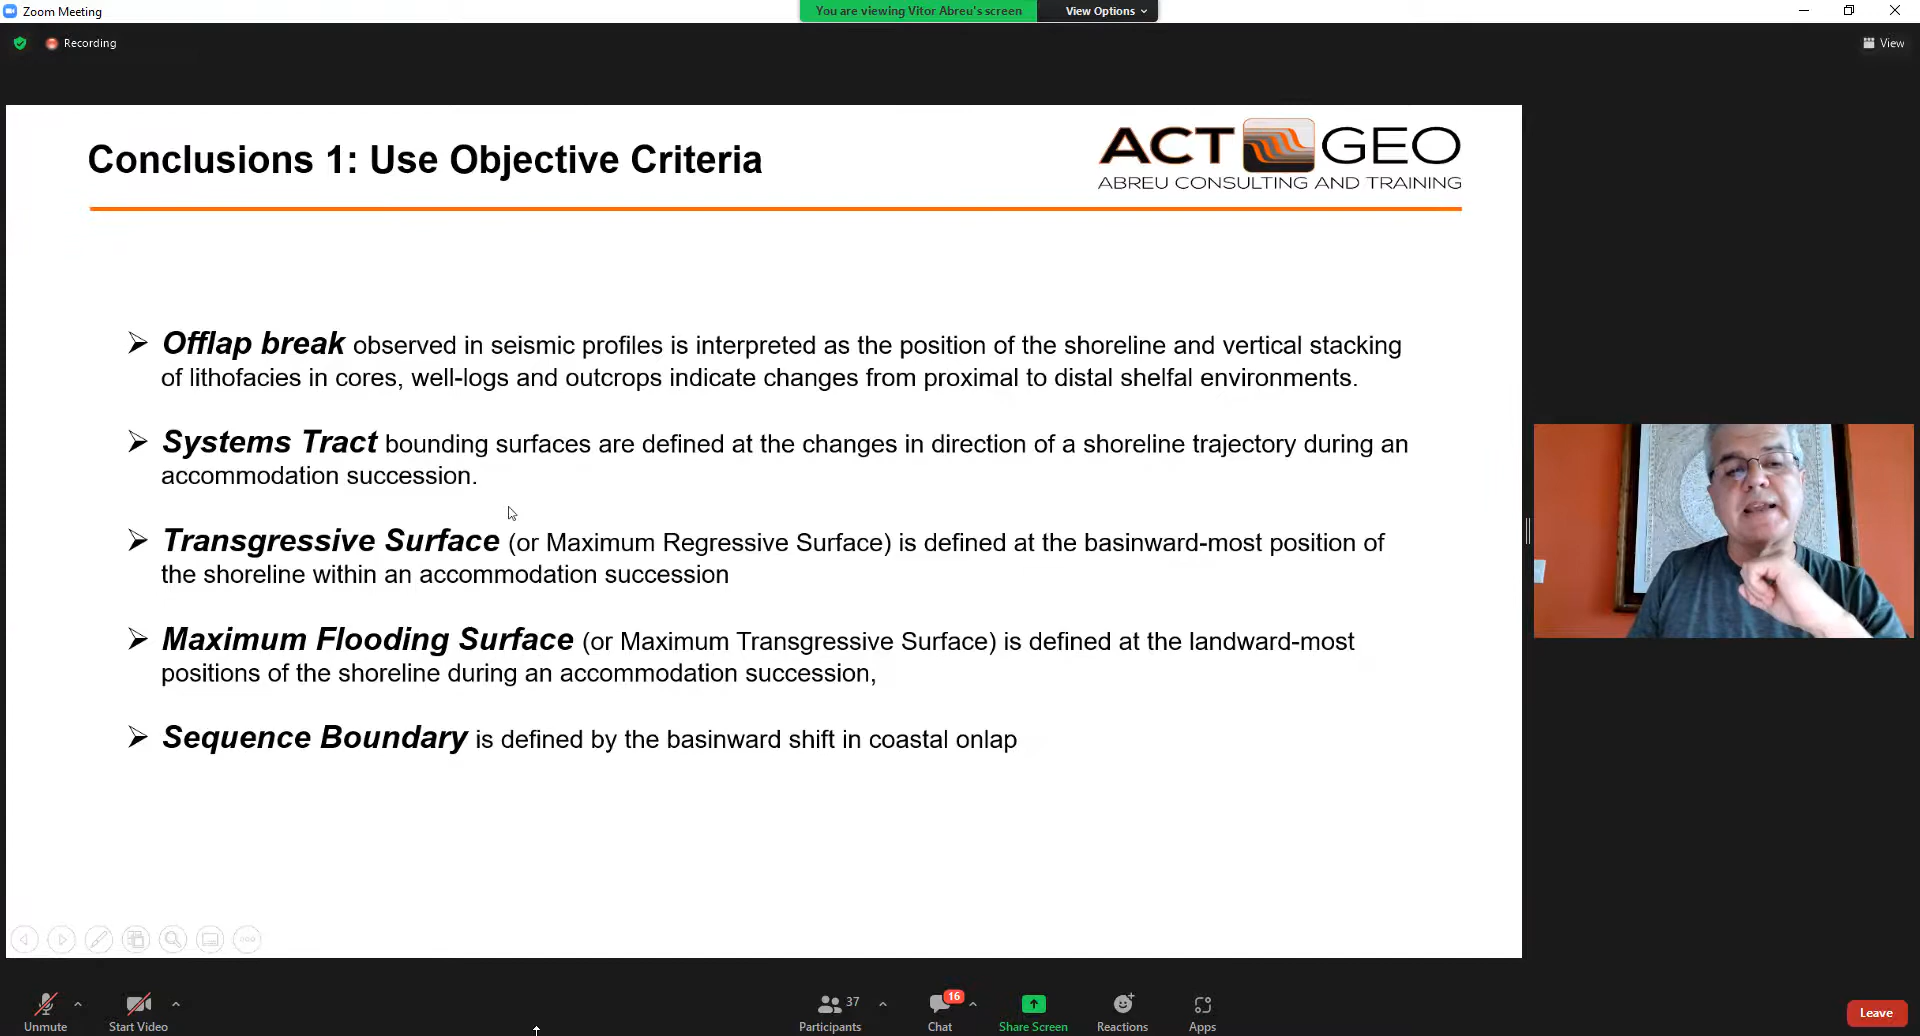 Zoom Meeting
You are viewing Vitor Abreu's screen
View Options
Recording
View
Conclusions 1: Use Objective Criteria
ACT GEO
ABREU CONSULTING AND TRAINING
Offlap break observed in seismic profiles is interpreted as the position of the shoreline and vertical stacking
of lithofacies in cores, well-logs and outcrops indicate changes from proximal to distal shelfal environments.
Systems Tract bounding surfaces are defined at the changes in direction of a shoreline trajectory during an
accommodation succession.
Transgressive Surface (or Maximum Regressive Surface) is defined at the basinward-most position of
the shoreline within an accommodation succession
Maximum Flooding Surface (or Maximum Transgressive Surface) is defined at the landward-most
positions of the shoreline during an accommodation succession,
Sequence Boundary is defined by the basinward shift in coastal onlap
Unmute
Start Video
37
Participants
16
Chat
Share Screen
Reactions
Apps
Leave